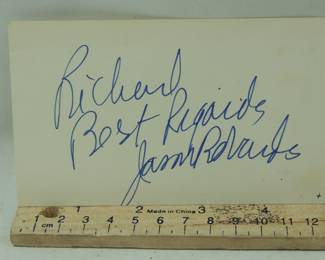 Richard
Best Regards
Jason Robards
1 2 Made in China 3 4
1 2 3 4 5 6 7 8 9 10 11 12